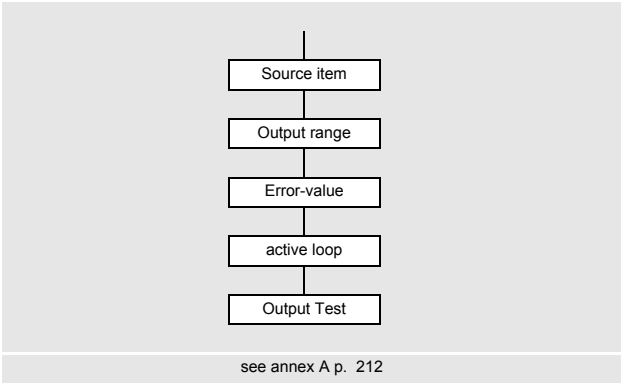 Source item
Output range
Error-value
active loop
Output Test
see annex A p. 212